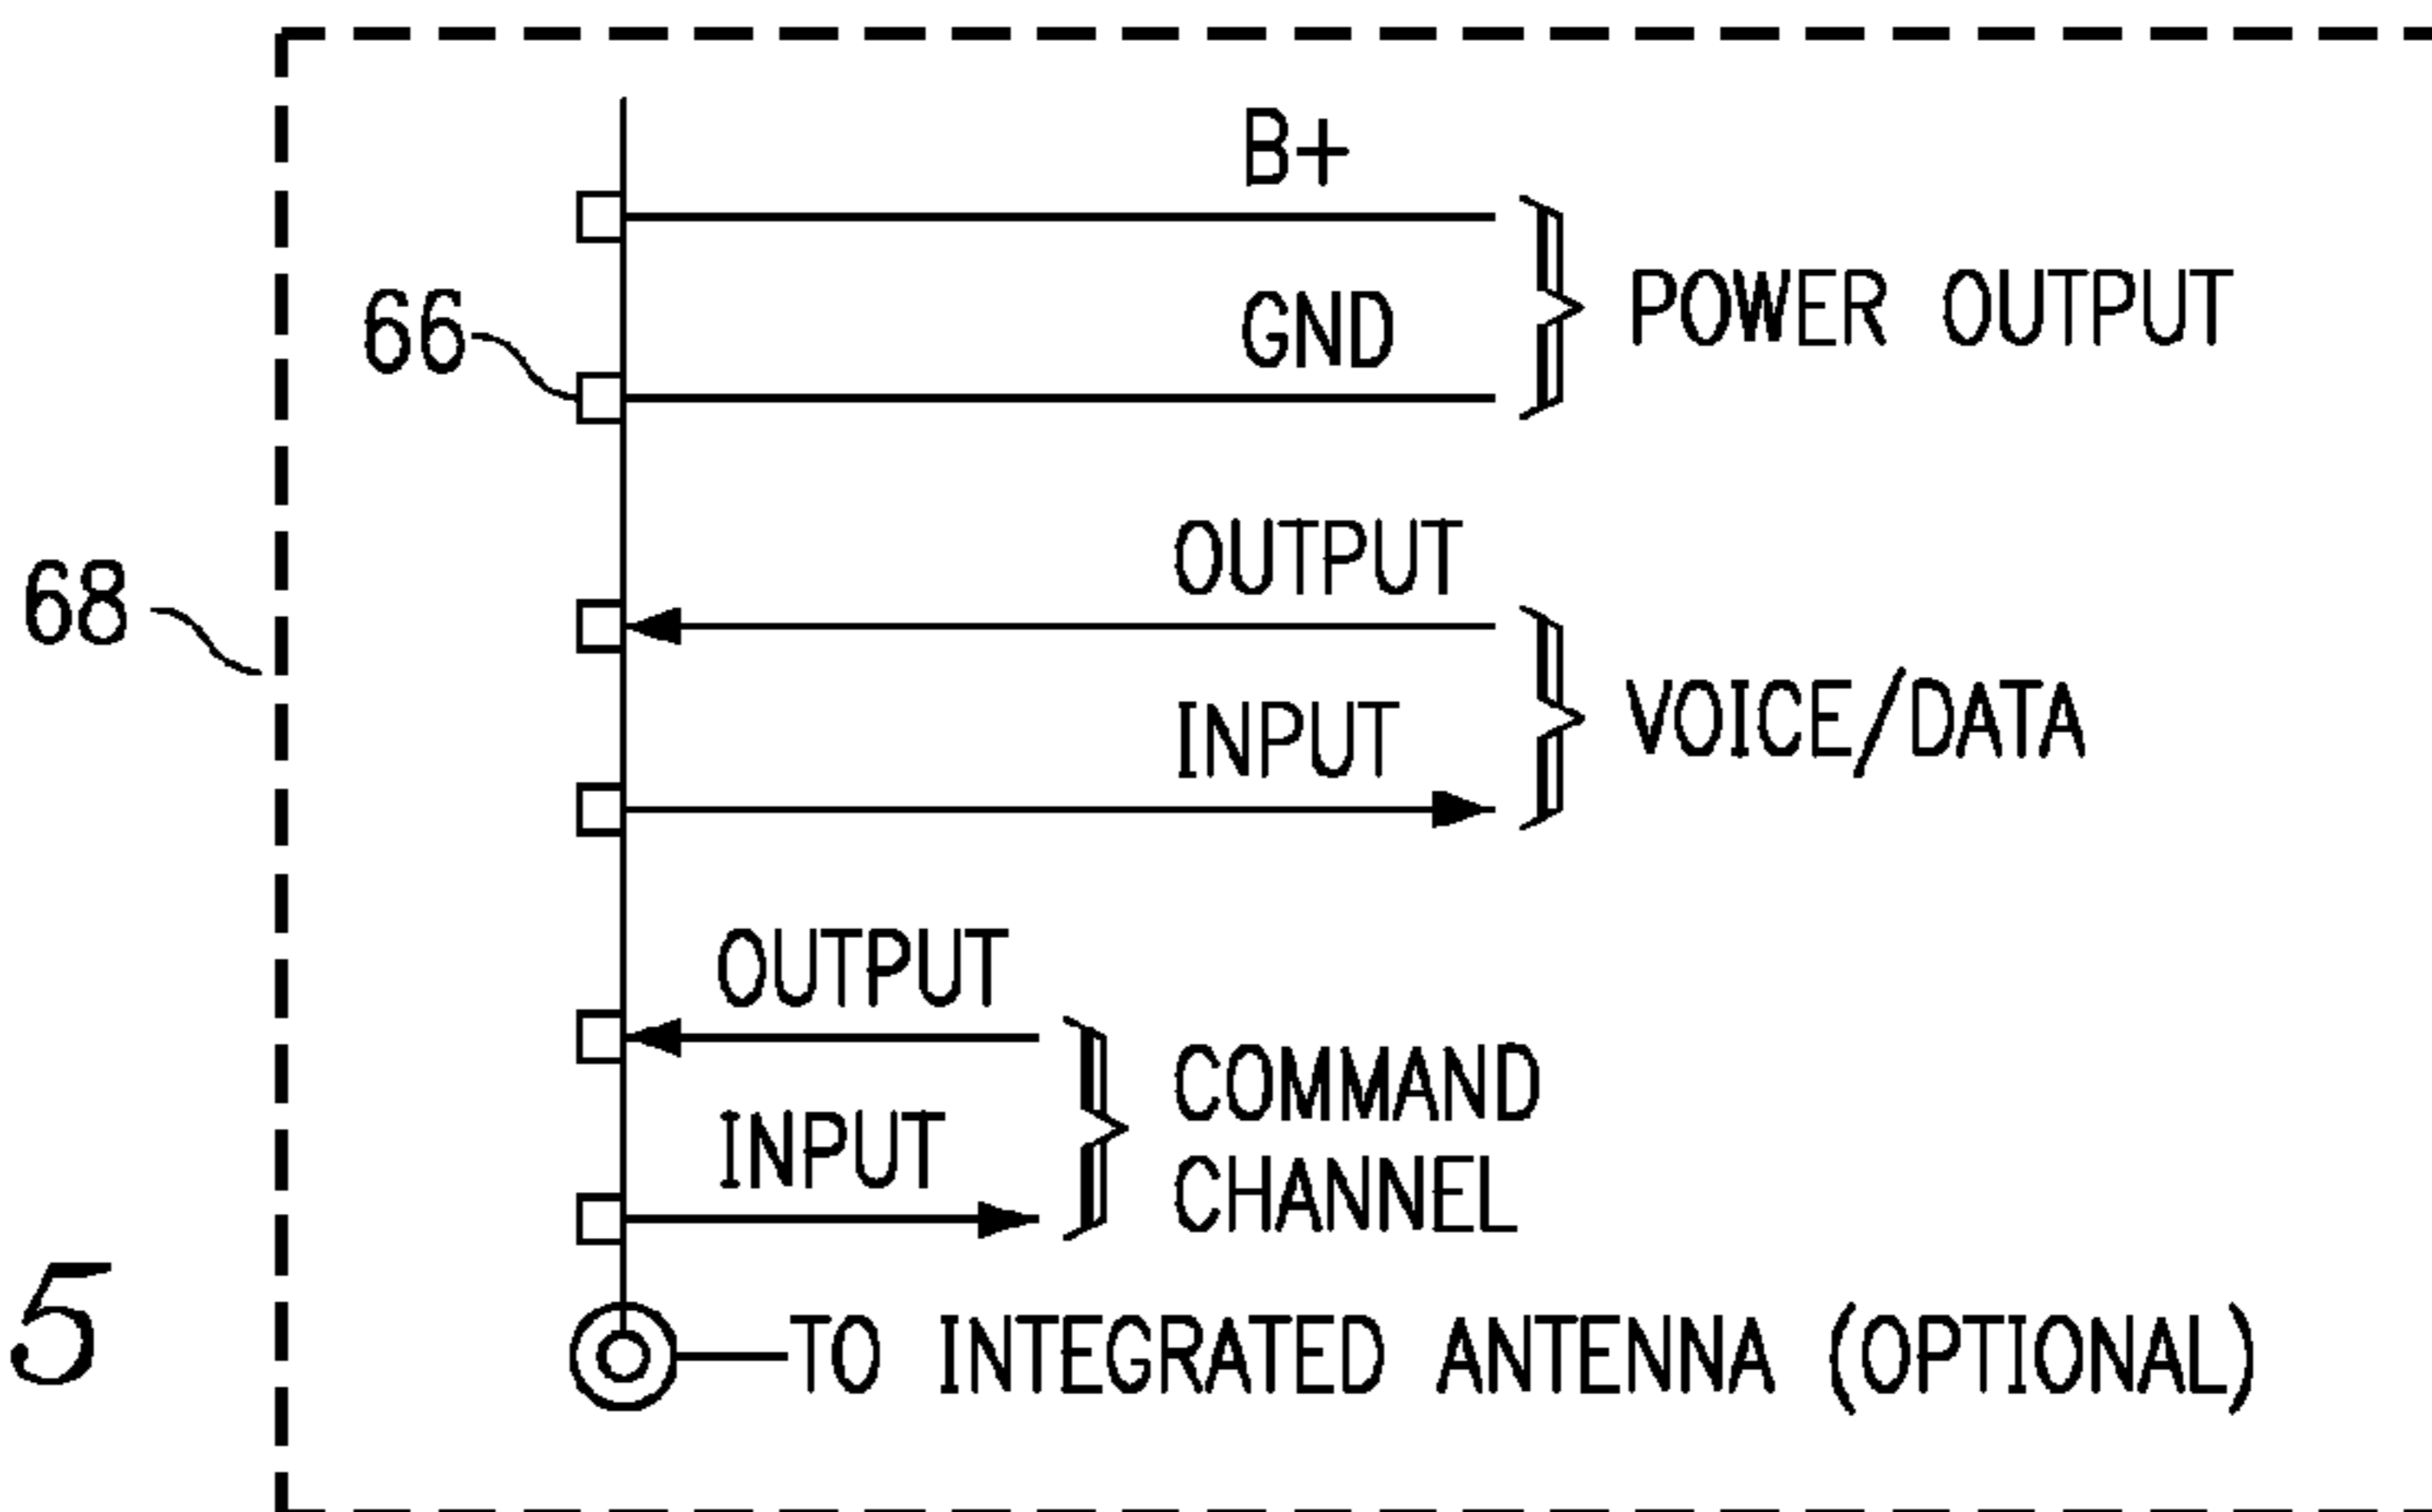 B+
66
GND
POWER OUTPUT
68
OUTPUT
INPUT
VOICE/DATA
OUTPUT
INPUT
COMMAND
CHANNEL
5
TO INTEGRATED ANTENNA (OPTIONAL)